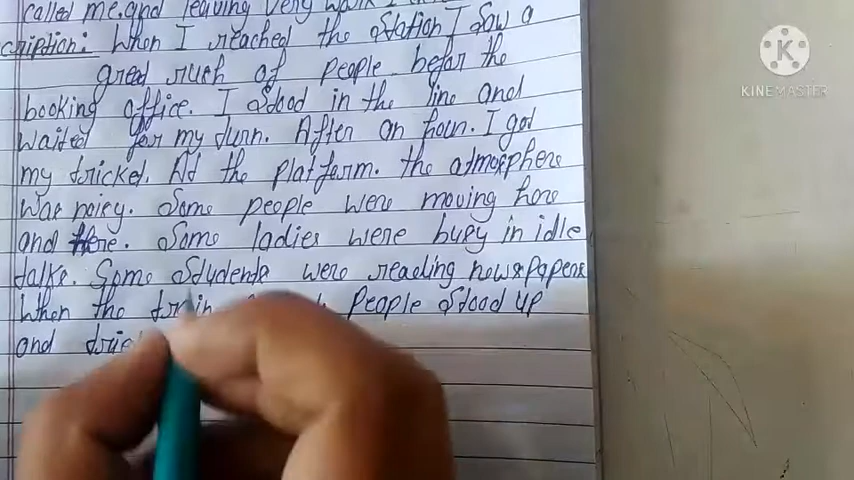 called me. and leaving very
cription: When I reached the station I saw a
great rush of people befor the
booking office. I stood in the line and
waited for my turn. After an houn. I got
my tricket. At the platform. the atmosphere
was noisy. Some people were moving here
and there. Some ladies were busy in idle
talks. Some students were reading newspapers
When the train people stood up
and
KINEMASTER